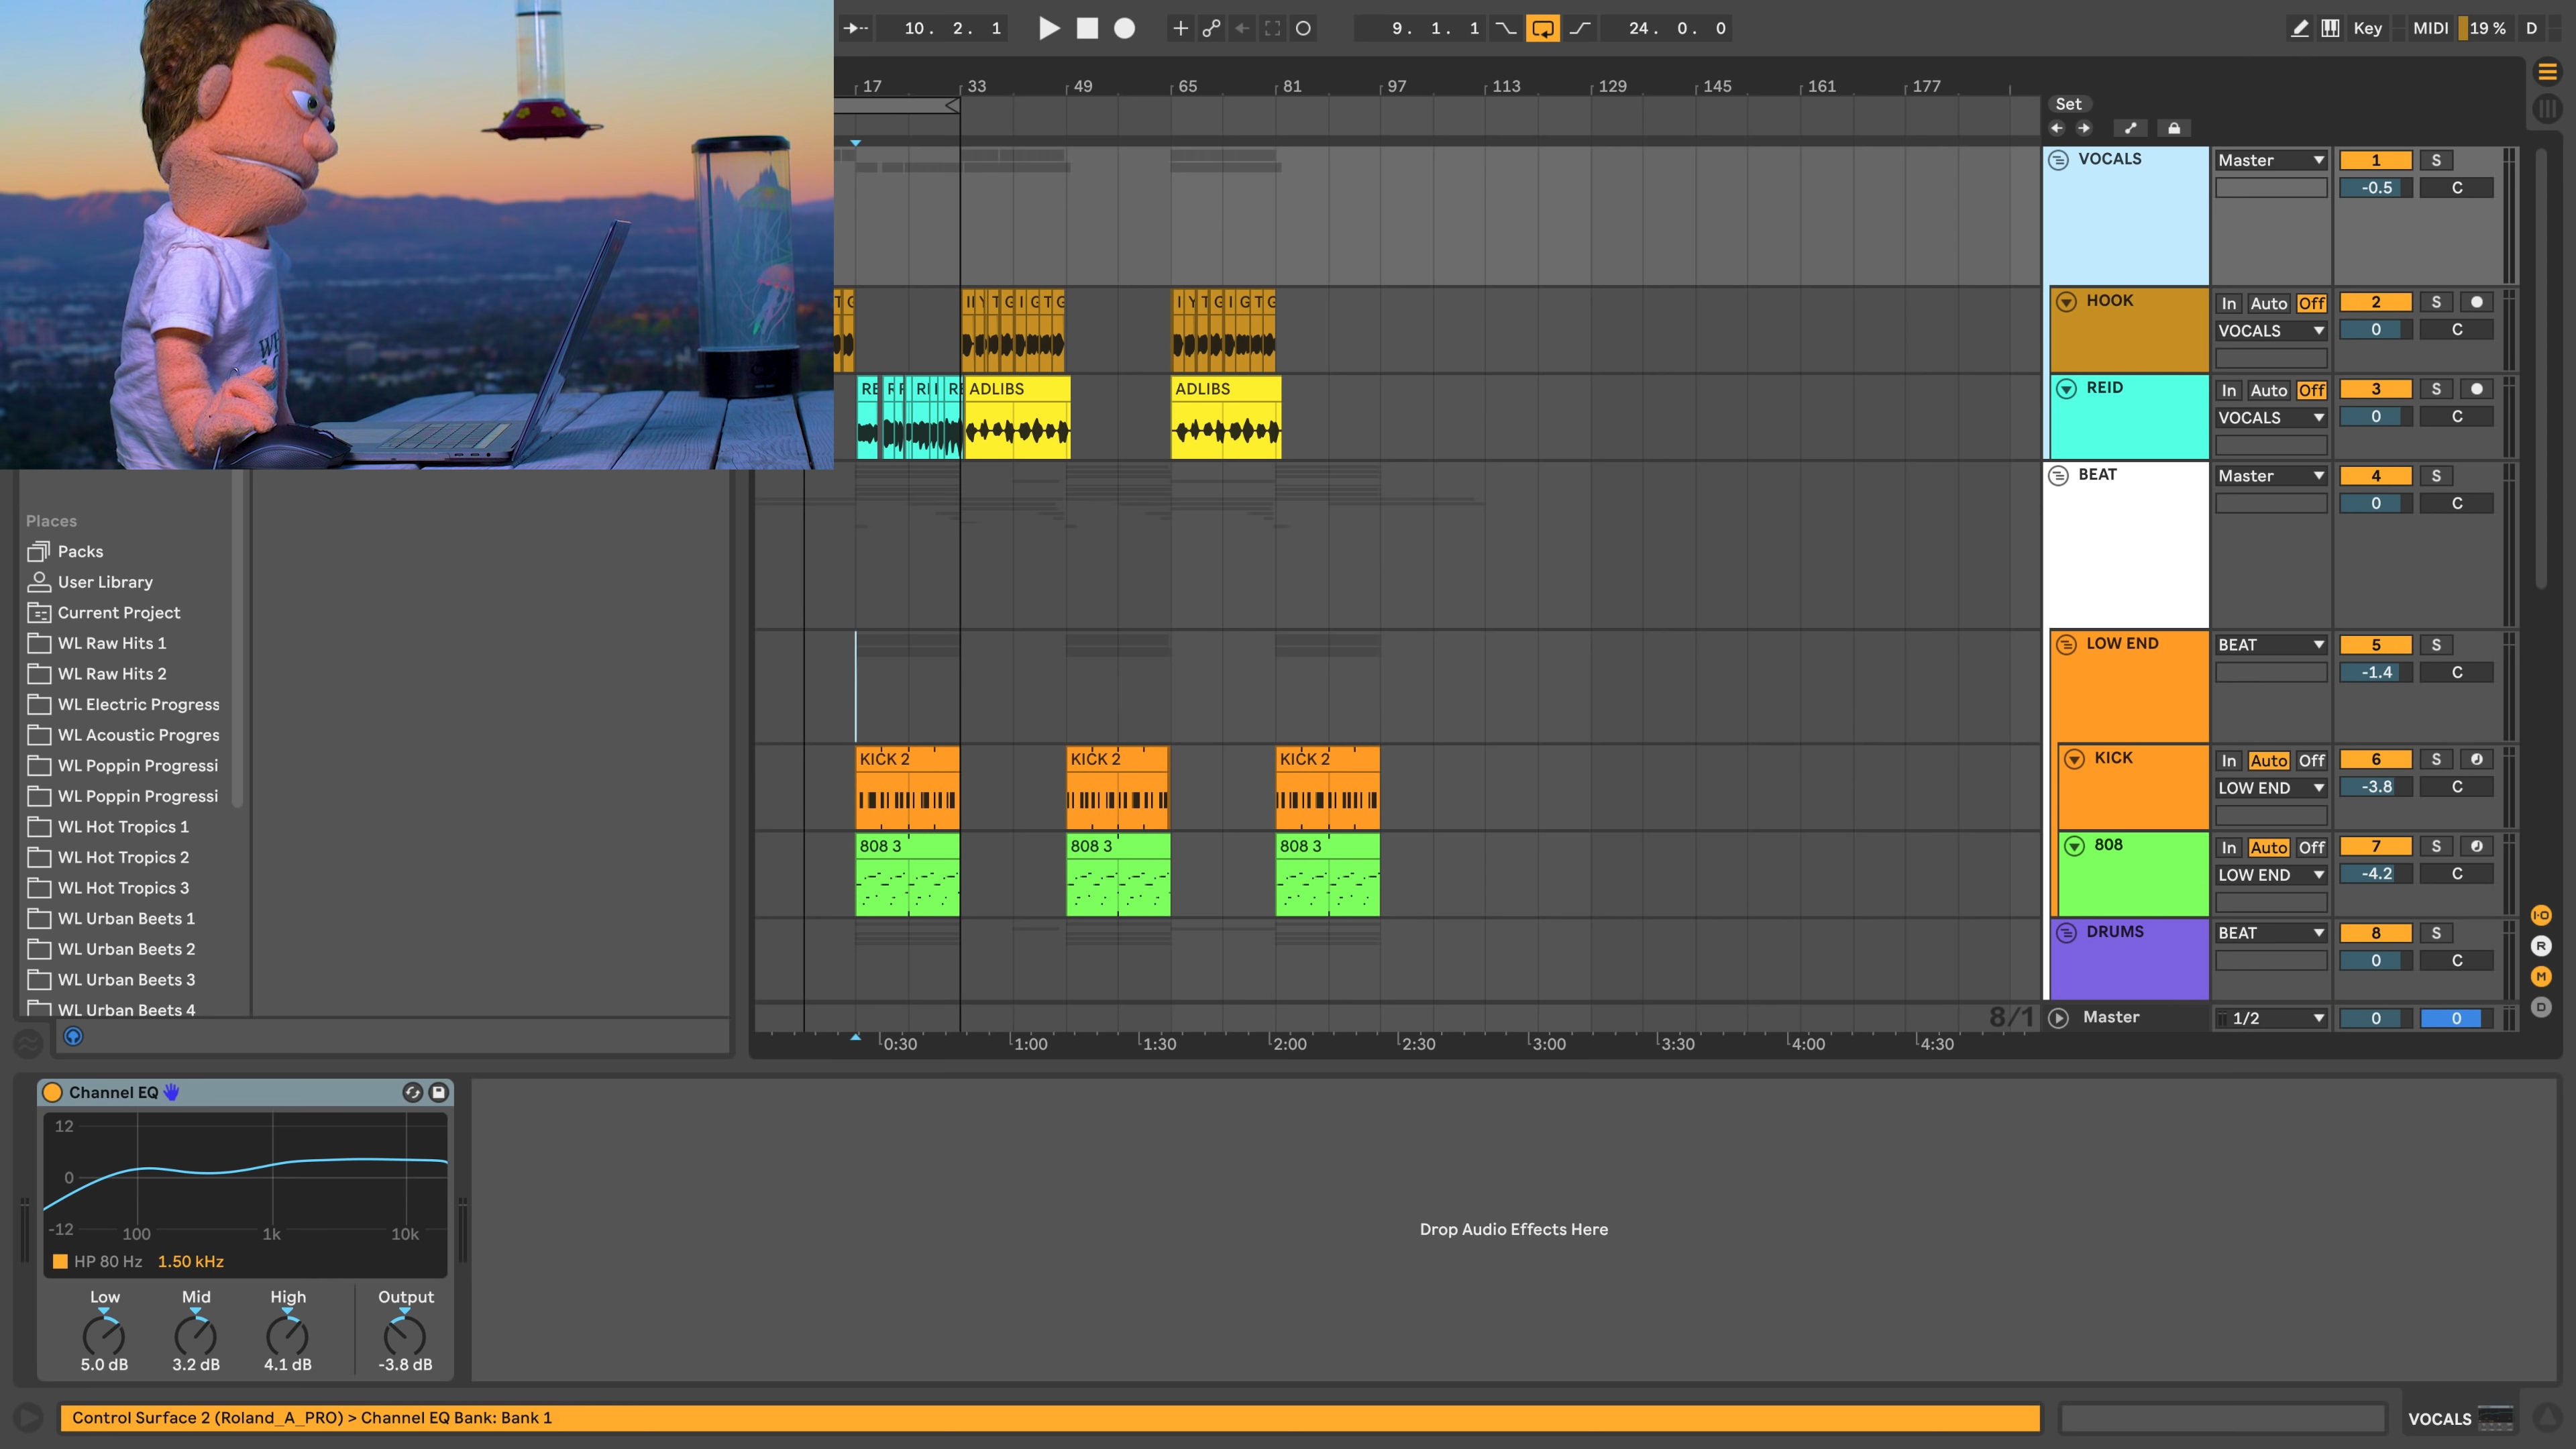 10. 2. 1
9. 1. 1
24. 0. 0
Key
MIDI
19 %
D
17 33 49 65 81 97 113 129 145 161 177
Set
VOCALS
Master
1
S
-0.5
C
T G
HOOK
In Auto Off
2
S
VOCALS
0
C
ADLIBS
ADLIBS
REID
In Auto Off
3
S
VOCALS
0
C
BEAT
Master
4
S
0
C
Places
Packs
User Library
Current Project
WL Raw Hits 1
WL Raw Hits 2
WL Electric Progress
WL Acoustic Progres
WL Poppin Progressi
WL Poppin Progressi
WL Hot Tropics 1
WL Hot Tropics 2
WL Hot Tropics 3
WL Urban Beets 1
WL Urban Beets 2
WL Urban Beets 3
WL Urban Beets 4
LOW END
BEAT
5
S
-1.4
C
KICK 2
KICK 2
KICK 2
KICK
In Auto Off
6
S
LOW END
-3.8
C
808 3
808 3
808 3
808
In Auto Off
7
S
LOW END
-4.2
C
DRUMS
BEAT
8
S
0
C
I·O
R
M
D
8/1
Master
1/2
0
0
0:30 1:00 1:30 2:00 2:30 3:00 3:30 4:00 4:30
Channel EQ
12
0
-12
100 1k 10k
HP 80 Hz 1.50 kHz
Low Mid High Output
5.0 dB 3.2 dB 4.1 dB -3.8 dB
Drop Audio Effects Here
Control Surface 2 (Roland_A_PRO) > Channel EQ Bank: Bank 1
VOCALS